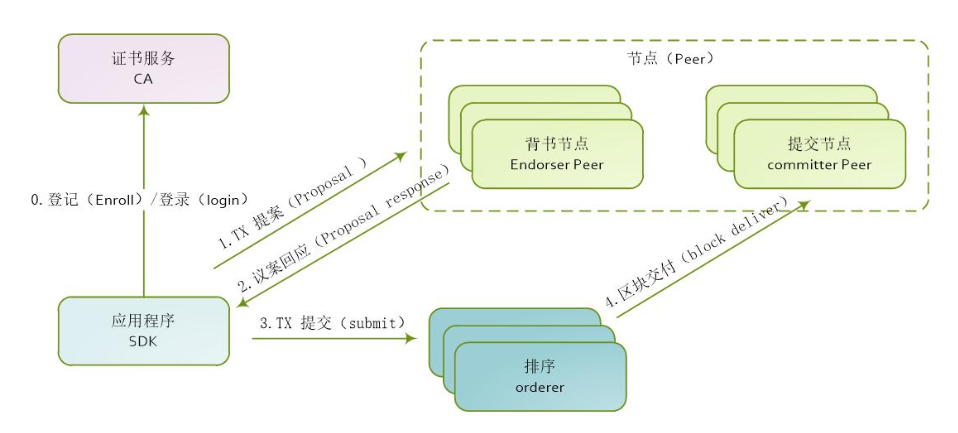 证书服务
CA
节点（Peer）
背书节点
Endorser Peer
提交节点
committer Peer
0.登记（Enroll）/登录（login）
1.TX 提案（Proposal ）
2.议案回应（Proposal response）
3.TX 提交（submit）
4.区块交付（block deliver）
应用程序
SDK
排序
orderer